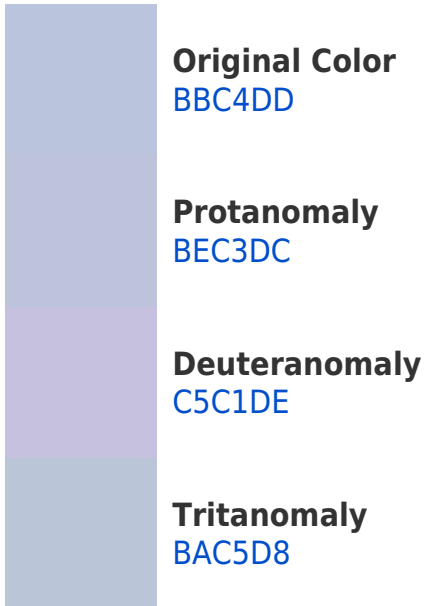 Original Color
BBC4DD
Protanomaly
BEC3DC
Deuteranomaly
C5C1DE
Tritanomaly
BAC5D8